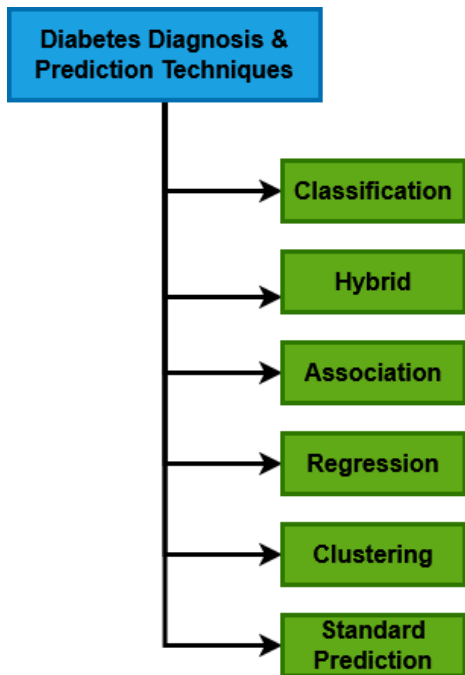 Diabetes Diagnosis &
Prediction Techniques
Classification
Hybrid
Association
Regression
Clustering
Standard
Prediction